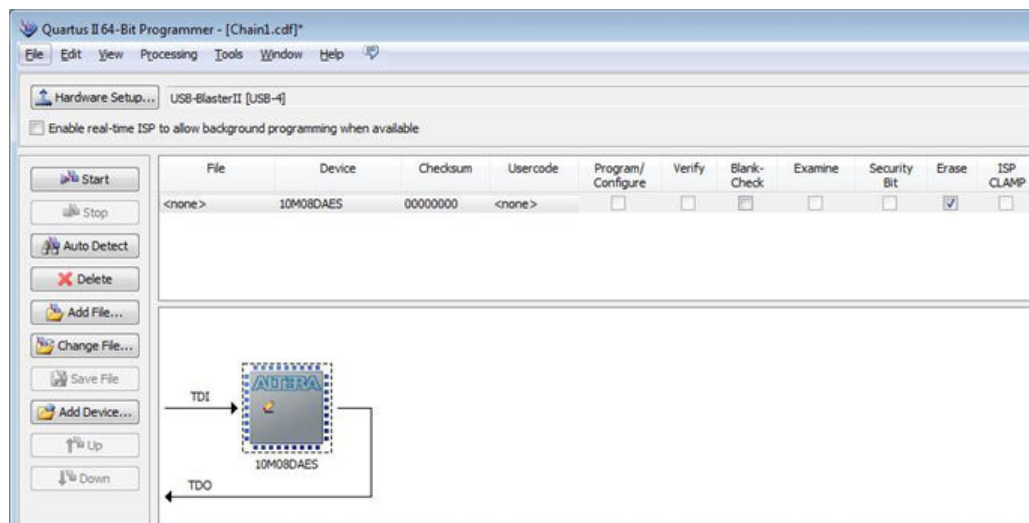 Quartus II 64-Bit Programmer - [Chain1.cdf]*
File Edit View Processing Tools Window Help
Hardware Setup... USB-BlasterII [USB-4]
Enable real-time ISP to allow background programming when available
Start
Stop
Auto Detect
Delete
Add File...
Change File...
Save File
Add Device...
Up
Down
File Device Checksum Usercode Program/ Verify Blank- Examine Security Erase ISP
Configure Check Bit CLAMP
<none> 10M08DAES 00000000 <none>
ALTERA
TDI
10M08DAES
TDO